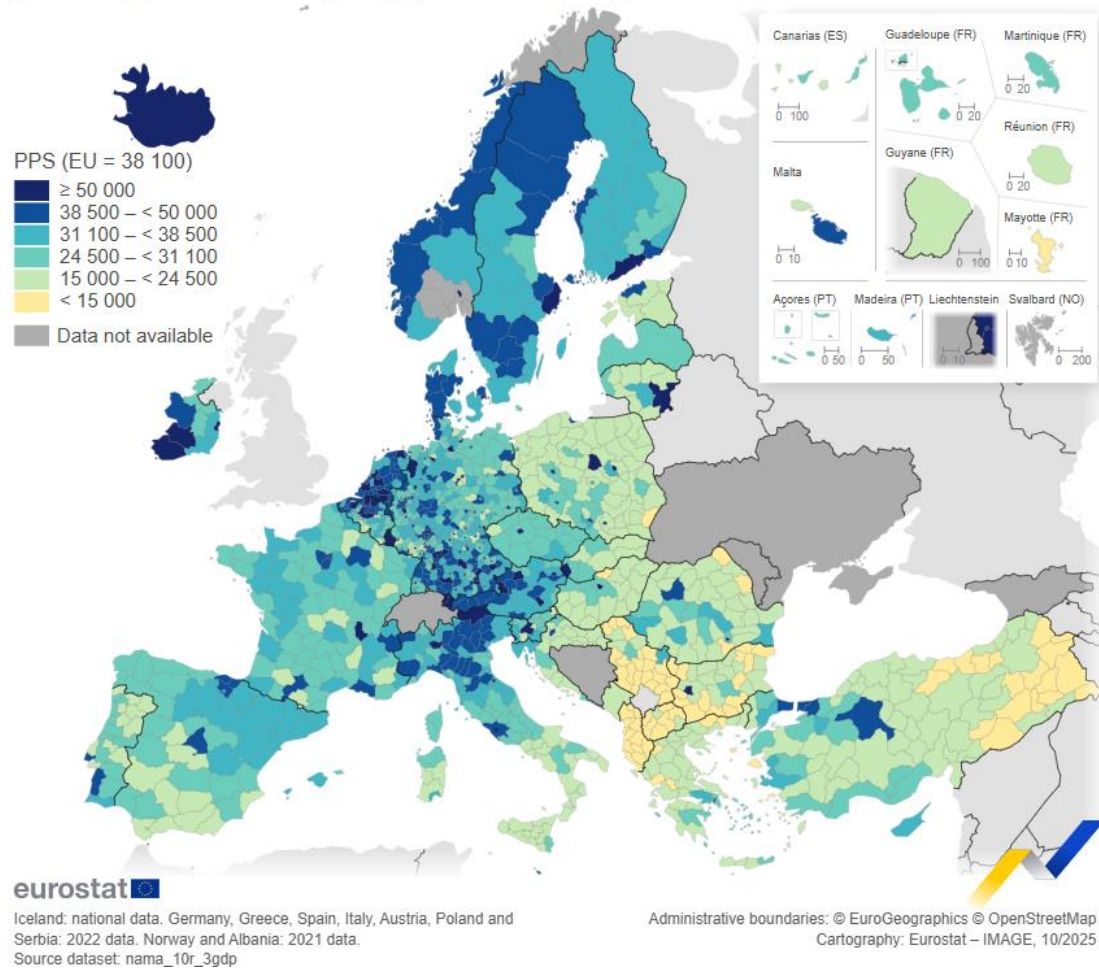 Canarias (ES)
0 100
Guadeloupe (FR)
0 20
Martinique (FR)
0 20
Réunion (FR)
0 20
Guyane (FR)
0 100
Malta
0 10
Mayotte (FR)
0 10
Açores (PT)
0 50
Madeira (PT)
0 50
Liechtenstein
0 10
Svalbard (NO)
0 200
PPS (EU = 38 100)
≥ 50 000
38 500 – < 50 000
31 100 – < 38 500
24 500 – < 31 100
15 000 – < 24 500
< 15 000
Data not available
eurostat
Iceland: national data. Germany, Greece, Spain, Italy, Austria, Poland and
Serbia: 2022 data. Norway and Albania: 2021 data.
Source dataset: nama_10r_3gdp
Administrative boundaries: © EuroGeographics © OpenStreetMap
Cartography: Eurostat – IMAGE, 10/2025